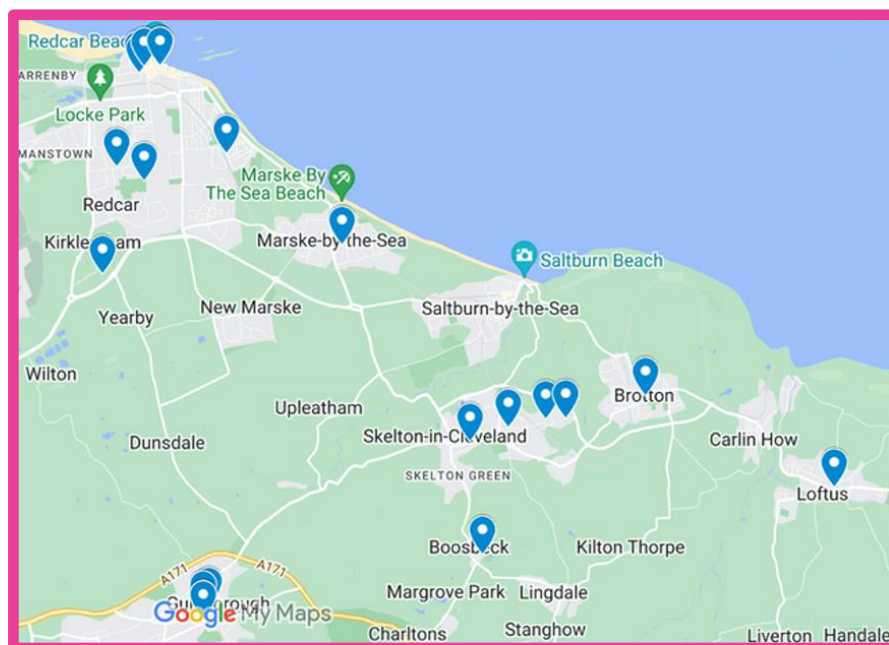 Redcar Beac
ARRENBY
Locke Park
MANSTOWN
Marske By
The Sea Beach
Redcar
Marske-by-the-Sea
Saltburn Beach
New Marske
Saltburn-by-the-Sea
Yearby
Wilton
Brotton
Upleatham
Skelton-in-Cleveland
Carlin How
Dunsdale
SKELTON GREEN
Loftus
Boosbeck
Kilton Thorpe
A171
A171
Margrove Park
Lingdale
Google My Maps
Charltons
Stanghow
Liverton
Handale